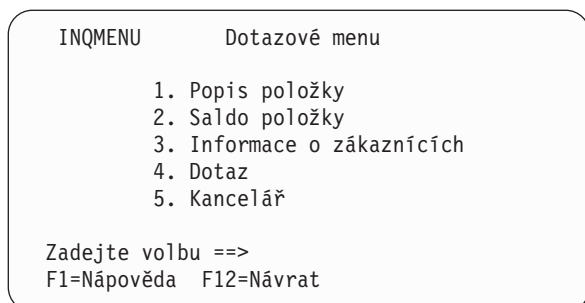 INQMENU Dotazové menu
1. Popis položky
2. Saldo položky
3. Informace o zákaznících
4. Dotaz
5. Kancelář
Zadejte volbu ==>
F1=Nápověda F12=Návrat